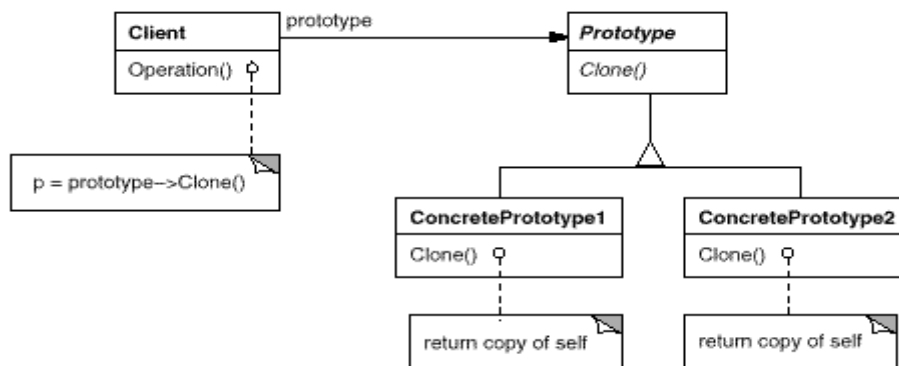 Client
prototype
Prototype
Operation()
Clone()
p = prototype->Clone()
ConcretePrototype1
ConcretePrototype2
Clone()
Clone()
return copy of self
return copy of self